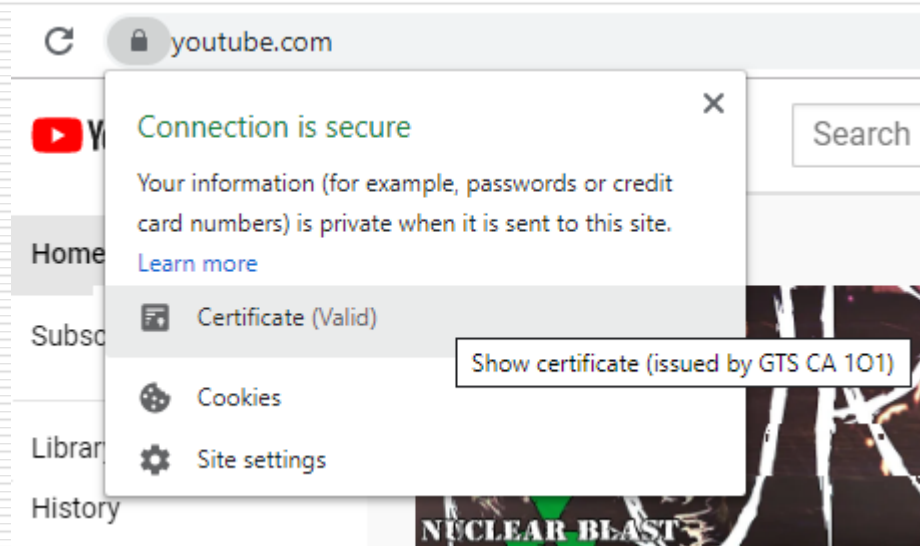 youtube.com
Connection is secure
Search
Your information (for example, passwords or credit
card numbers) is private when it is sent to this site.
Home
Learn more
Certificate (Valid)
Show certificate (issued by GTS CA 1O1)
Cookies
Site settings
History
NUCLEAR BLAST